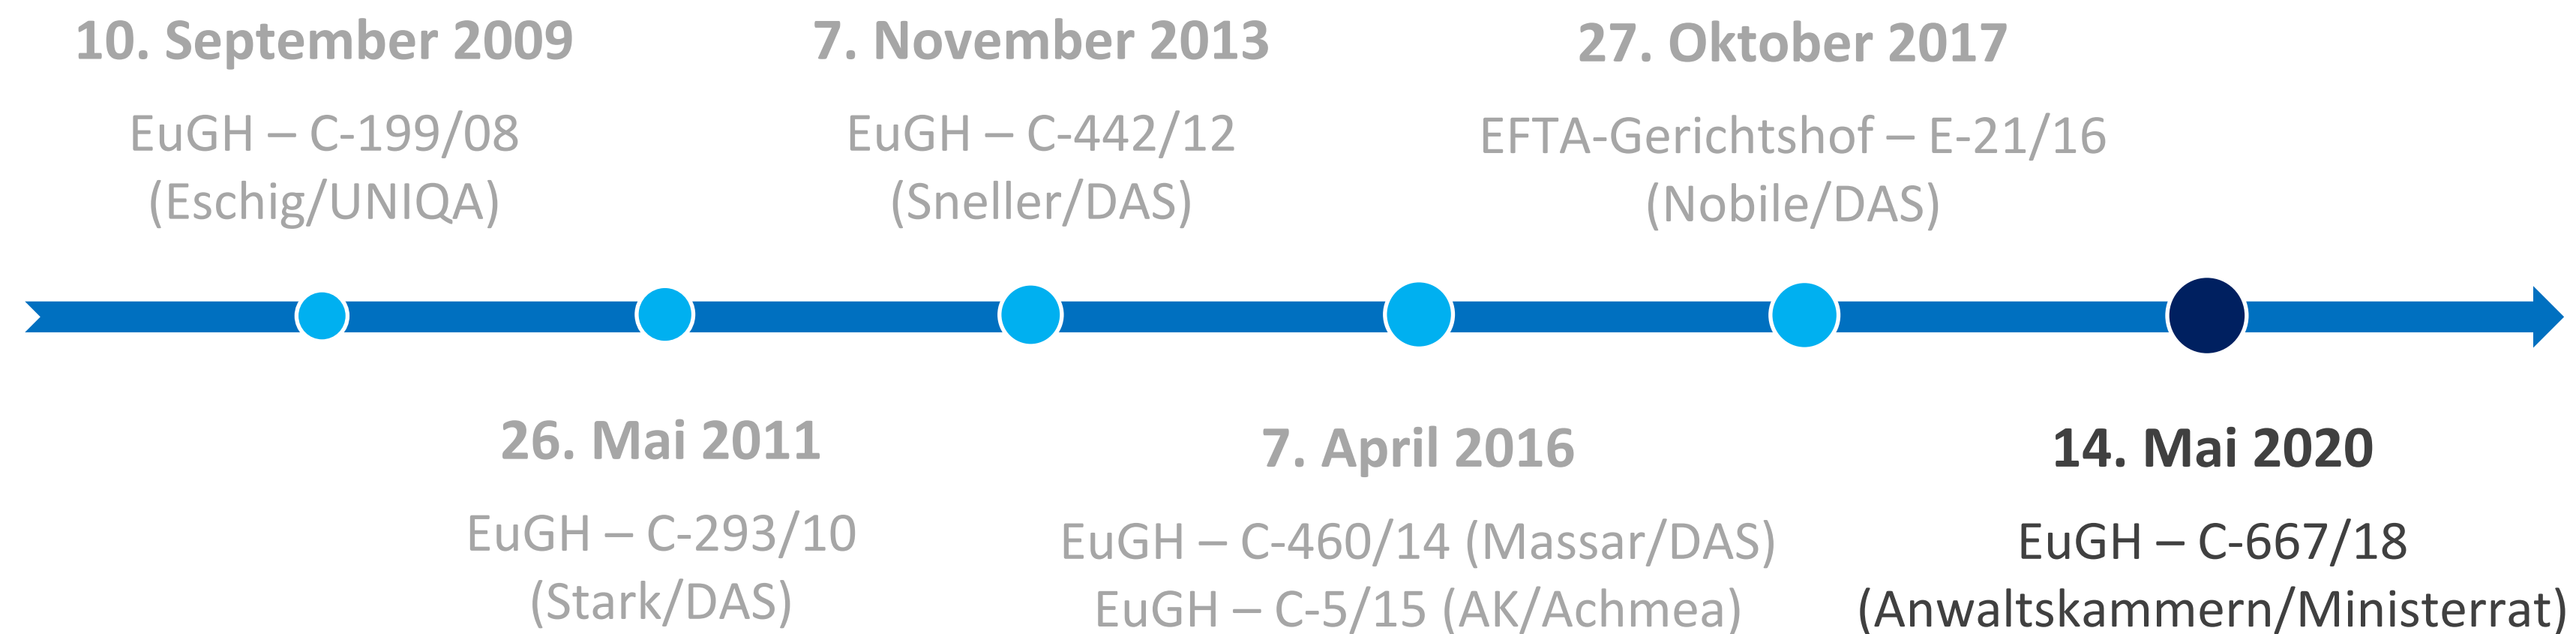 10. September 2009
EuGH – C-199/08
(Eschig/UNIQA)
26. Mai 2011
EuGH – C-293/10
(Stark/DAS)
7. November 2013
EuGH – C-442/12
(Sneller/DAS)
7. April 2016
EuGH – C-460/14 (Massar/DAS)
EuGH – C-5/15 (AK/Achmea)
27. Oktober 2017
EFTA-Gerichtshof – E-21/16
(Nobile/DAS)
14. Mai 2020
EuGH – C-667/18
(Anwaltskammern/Ministerrat)